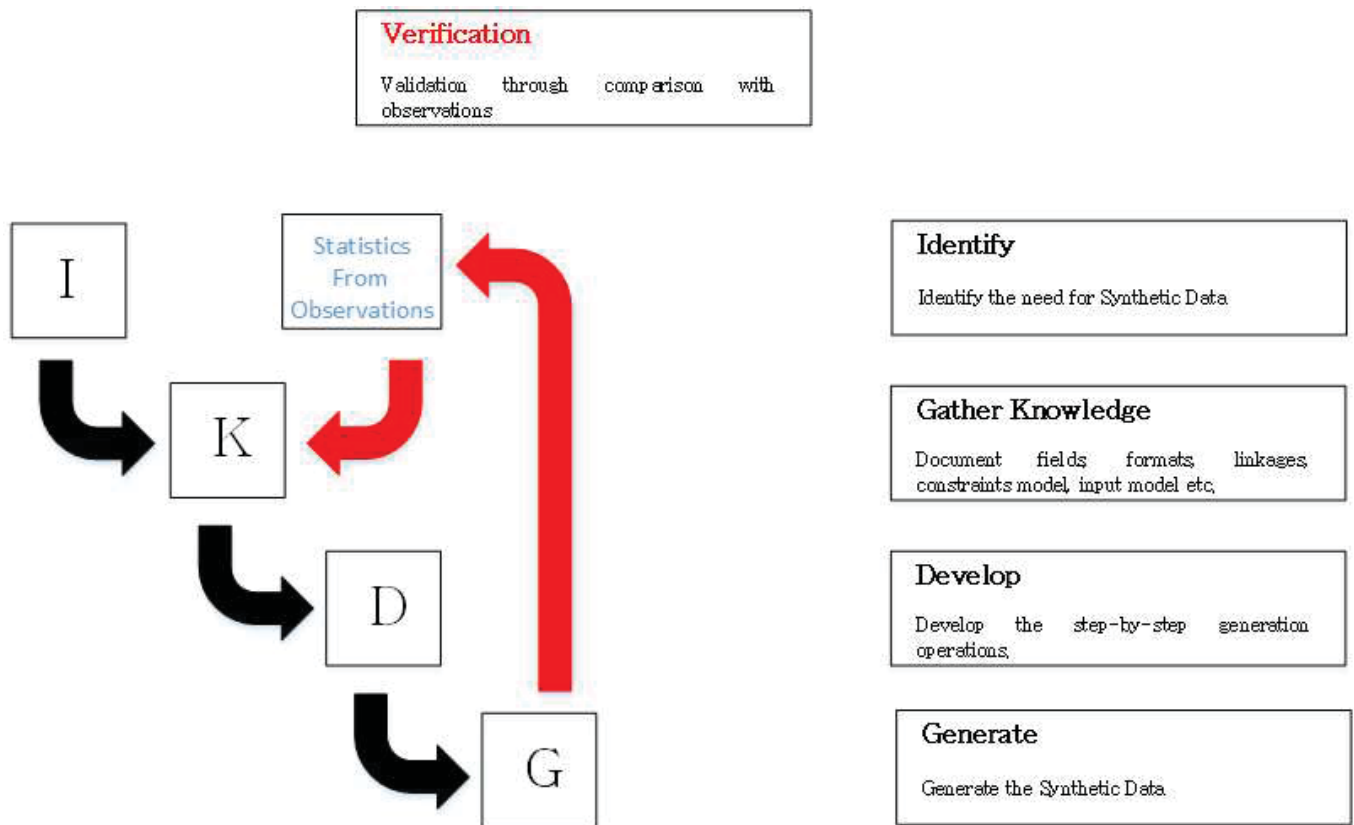 Verification
Validation through comparison with
observations
I
Statistics
From
Observations
K
D
G
Identify
Identify the need for Synthetic Data
Gather Knowledge
Document fields, formats, linkages,
constraints model, input model etc,
Develop
Develop the step-by-step generation
operations,
Generate
Generate the Synthetic Data